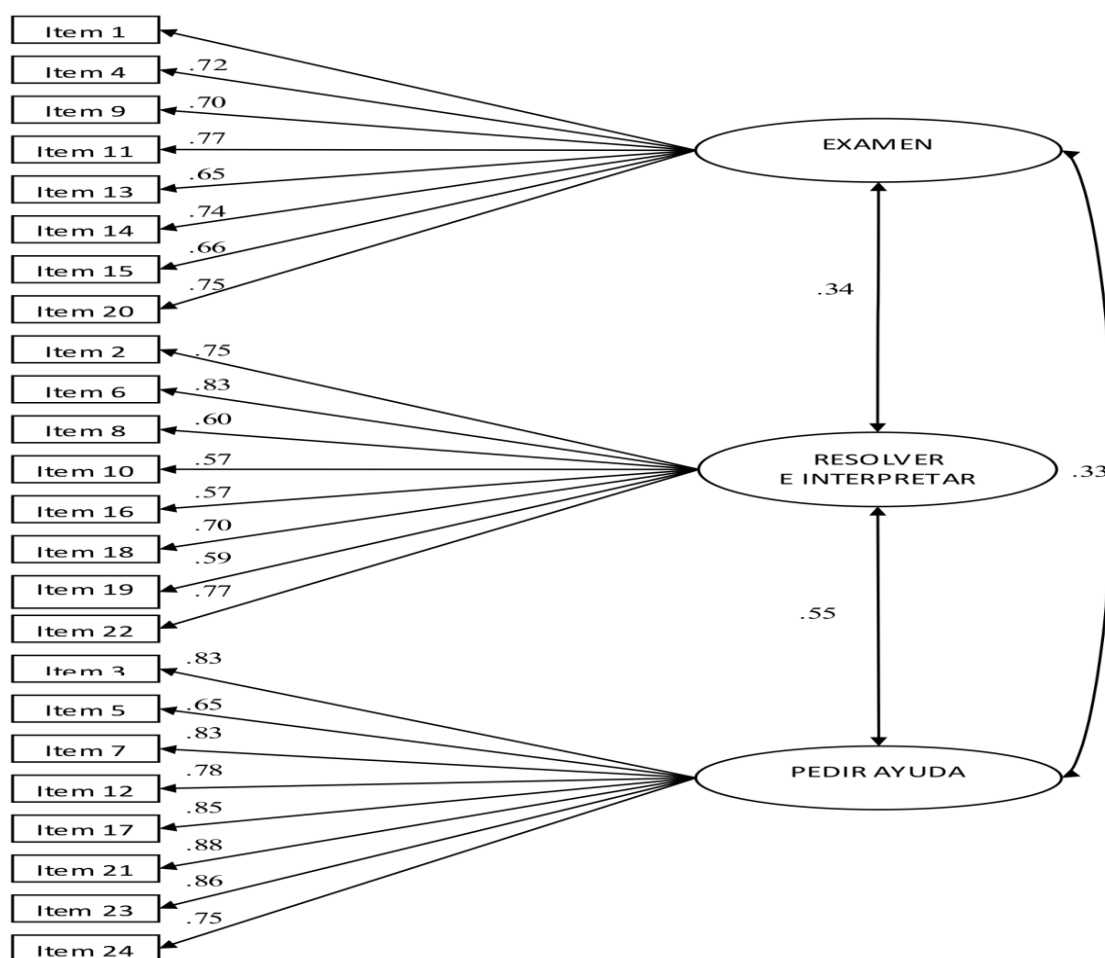 Item 1
Item 4
.72
Item 9
.70
Item 11
.77
Item 13
.65
Item 14
.74
Item 15
.66
Item 20
.75
EXAMEN
.34
Item 2
.75
Item 6
.83
Item 8
.60
Item 10
.57
Item 16
.57
Item 18
.70
Item 19
.59
Item 22
.77
RESOLVER
E INTERPRETAR
.33
.55
Item 3
.83
Item 5
.65
Item 7
.83
Item 12
.78
Item 17
.85
Item 21
.88
Item 23
.86
Item 24
.75
PEDIR AYUDA